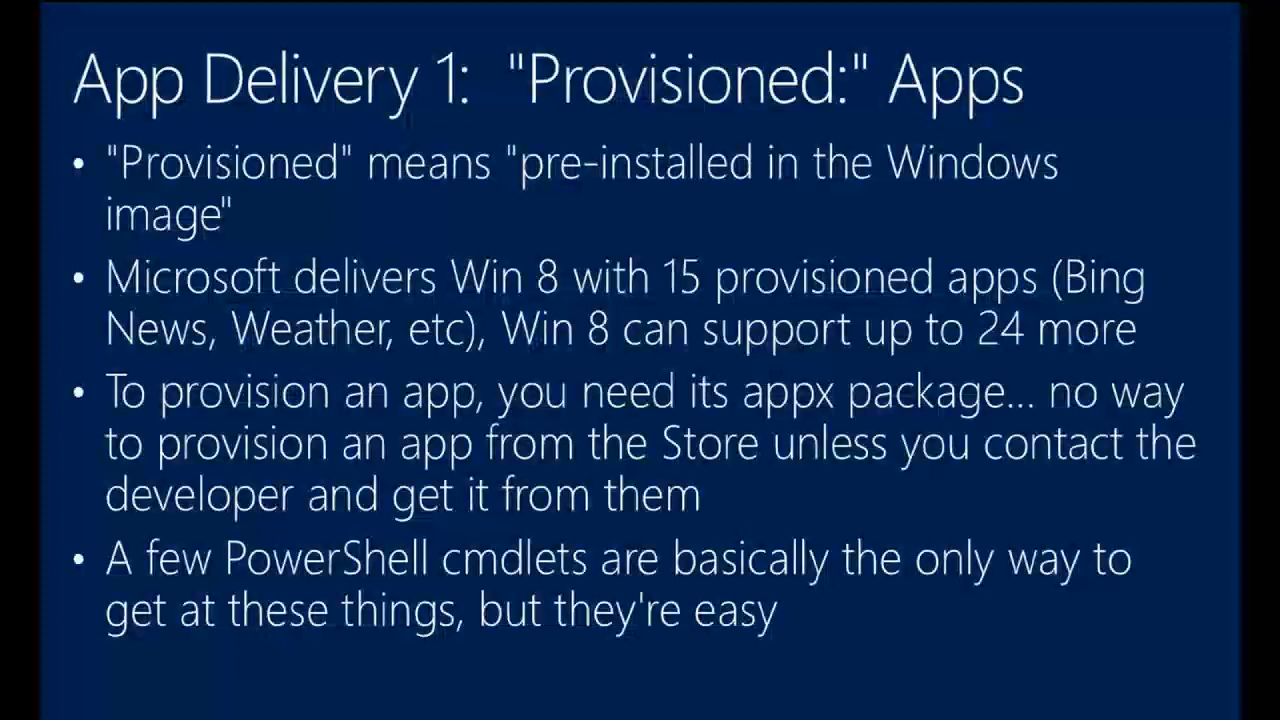 App Delivery 1: "Provisioned:" Apps
• "Provisioned" means "pre-installed in the Windows
image"
• Microsoft delivers Win 8 with 15 provisioned apps (Bing
News, Weather, etc), Win 8 can support up to 24 more
• To provision an app, you need its appx package... no way
to provision an app from the Store unless you contact the
developer and get it from them
• A few PowerShell cmdlets are basically the only way to
get at these things, but they're easy